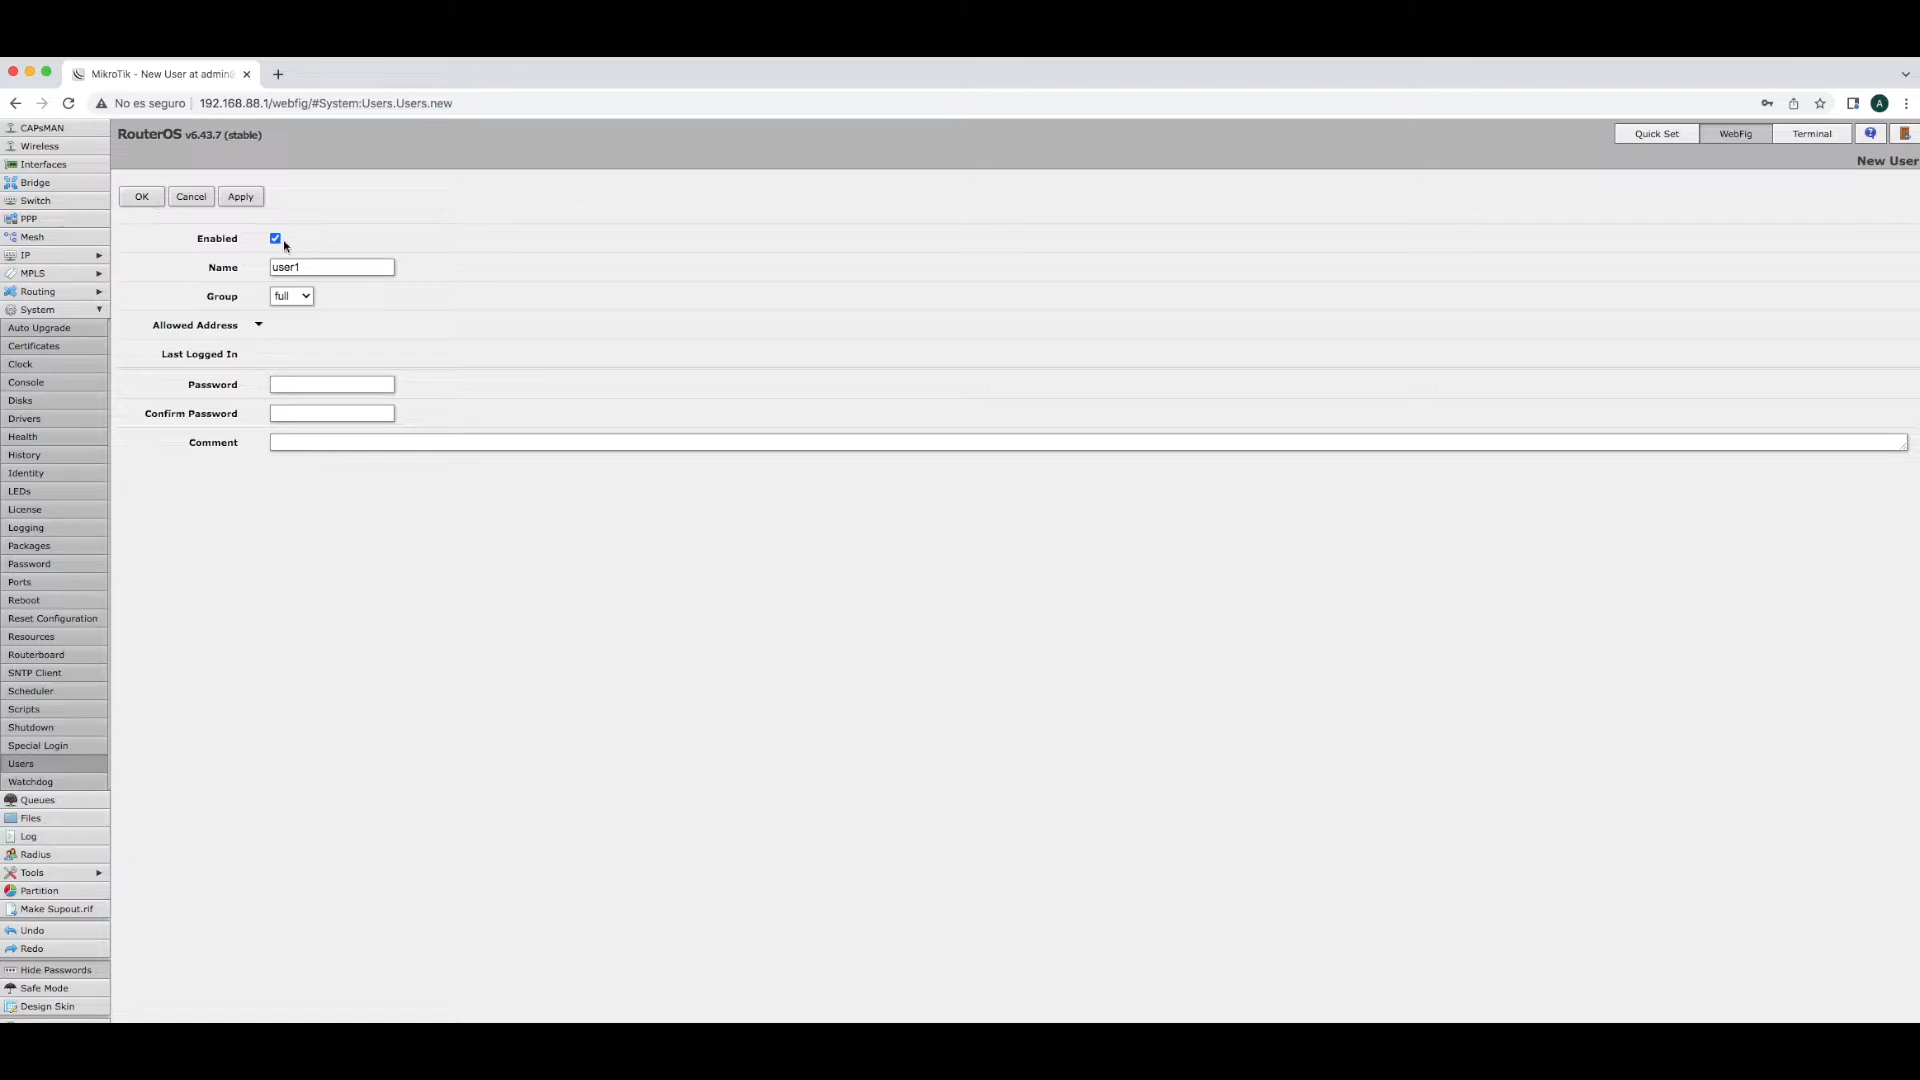 MikroTik - New User at admin@
No es seguro
192.168.88.1/webfig/#System:Users.Users.new
A
CAPsMAN
Wireless
Interfaces
Bridge
Switch
PPP
Mesh
IP
MPLS
Routing
System
Auto Upgrade
Certificates
Clock
Console
Disks
Drivers
Health
History
Identity
LEDs
License
Logging
Packages
Password
Ports
Reboot
Reset Configuration
Resources
Routerboard
SNTP Client
Scheduler
Scripts
Shutdown
Special Login
Users
Watchdog
Queues
Files
Log
Radius
Tools
Partition
Make Supout.rif
Undo
Redo
Hide Passwords
Safe Mode
Design Skin
RouterOS v6.43.7 (stable)
Quick Set
WebFig
Terminal
New User
OK
Cancel
Apply
Enabled
Name user1
Group full
Allowed Address
Last Logged In
Password
Confirm Password
Comment